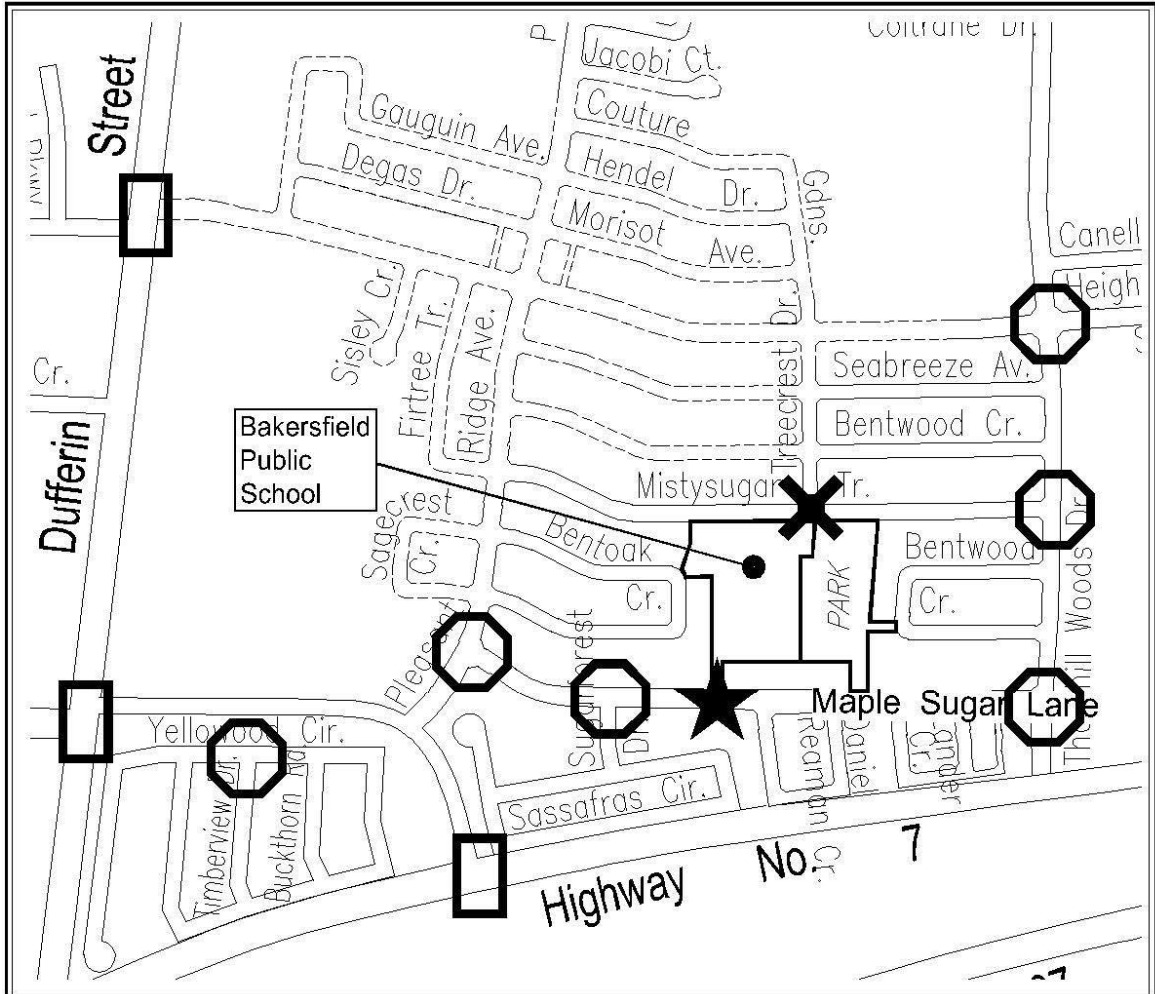 Coltrane Dr.
P
Jacobi Ct.
Street
Couture
Gauguin Ave.
Hendel
Dr.
Degas Dr.
Gdns.
Morisot
Ave.
Canell
Heigh
Sisley Cr.
Firtree Tr.
Ridge Ave.
Treecrest Dr.
Seabreeze Av.
Cr.
Bentwood Cr.
Bakersfield
Public
School
Dufferin
Mistysugar
Tr.
Sagecrest
Cr.
Bentoak
Cr.
PARK
Bentwood
Cr.
Pleasant
Maple Sugar Lane
Yellowood Cir.
Timberview Dr.
Buckthorn Rd
Reaman Cr.
Cr.
Sassafras Cir.
Highway No. 7